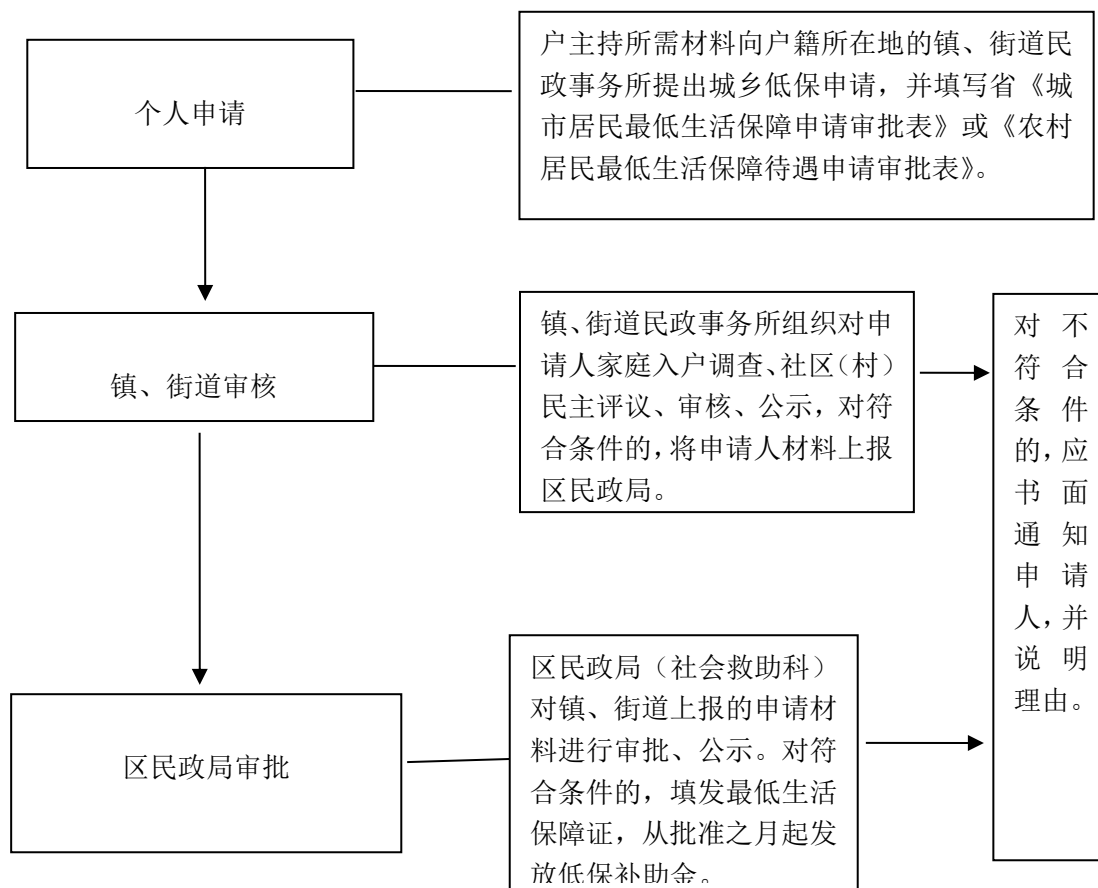 个人申请
户主持所需材料向户籍所在地的镇、街道民
政事务所提出城乡低保申请，并填写省《城
市居民最低生活保障申请审批表》或《农村
居民最低生活保障待遇申请审批表》。
镇、街道审核
镇、街道民政事务所组织对申
请人家庭入户调查、社区（村）
民主评议、审核、公示，对符
合条件的，将申请人材料上报
区民政局。
对不
符合
条件
的，应
书面
通知
申请
人，并
说明
理由。
区民政局审批
区民政局（社会救助科）
对镇、街道上报的申请材
料进行审批、公示。对符
合条件的，填发最低生活
保障证，从批准之月起发
放低保补助金。